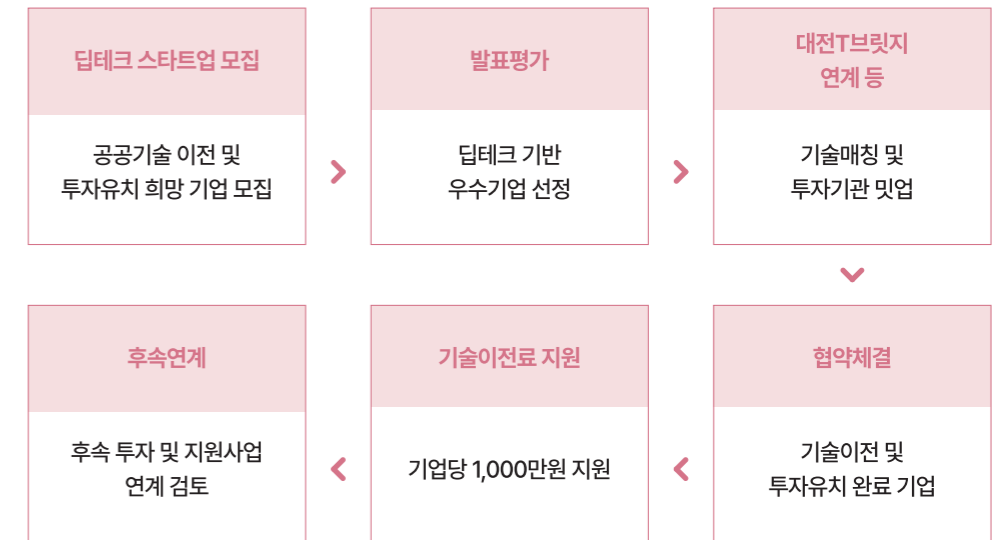 딥테크 스타트업 모집
공공기술 이전 및
투자유치 희망 기업 모집
발표평가
딥테크 기반
우수기업 선정
대전T브릿지
연계 등
기술매칭 및
투자기관 밋업
협약체결
기술이전 및
투자유치 완료 기업
기술이전료 지원
기업당 1,000만원 지원
후속연계
후속 투자 및 지원사업
연계 검토